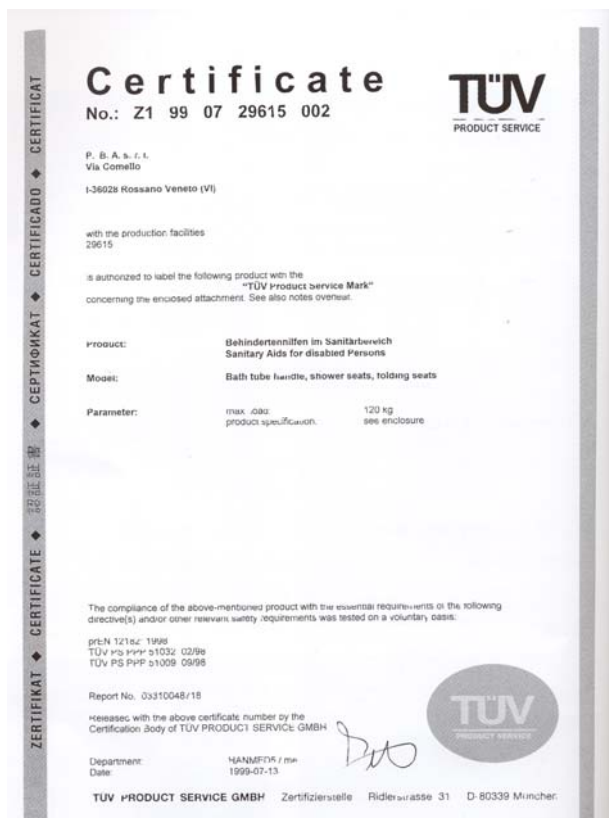 ZERTIFIKAT ◆ CERTIFICATE ◆ 認証証書 ◆ СЕРТИФИКАТ ◆ CERTIFICADO ◆ CERTIFICAT
Certificate
No.: Z1 99 07 29615 002
TÜV
PRODUCT SERVICE
P. B. A. s. r. l.
Via Comello
I-36028 Rossano Veneto (VI)
with the production facilities
29615
is authorized to label the following product with the
"TÜV Product Service Mark"
concerning the enclosed attachment. See also notes overleaf.
Product: Behindertenhilfen im Sanitärbereich
Sanitary Aids for disabled Persons
Model: Bath tube handle, shower seats, folding seats
Parameter: max. load: 120 kg
product specification: see enclosure
The compliance of the above-mentioned product with the essential requirements of the following
directive(s) and/or other relevant safety requirements was tested on a voluntary basis:
prEN 12182: 1998
TÜV PS PPP 51032: 02/98
TÜV PS PPP 51009: 09/98
Report No. 03310048/18
Released with the above certificate number by the
Certification Body of TÜV PRODUCT SERVICE GMBH
TÜV
PRODUCT SERVICE
Department: / me
Date: 1999-07-13
TÜV PRODUCT SERVICE GMBH Zertifizierstelle Ridlerstrasse 31 D-80339 München